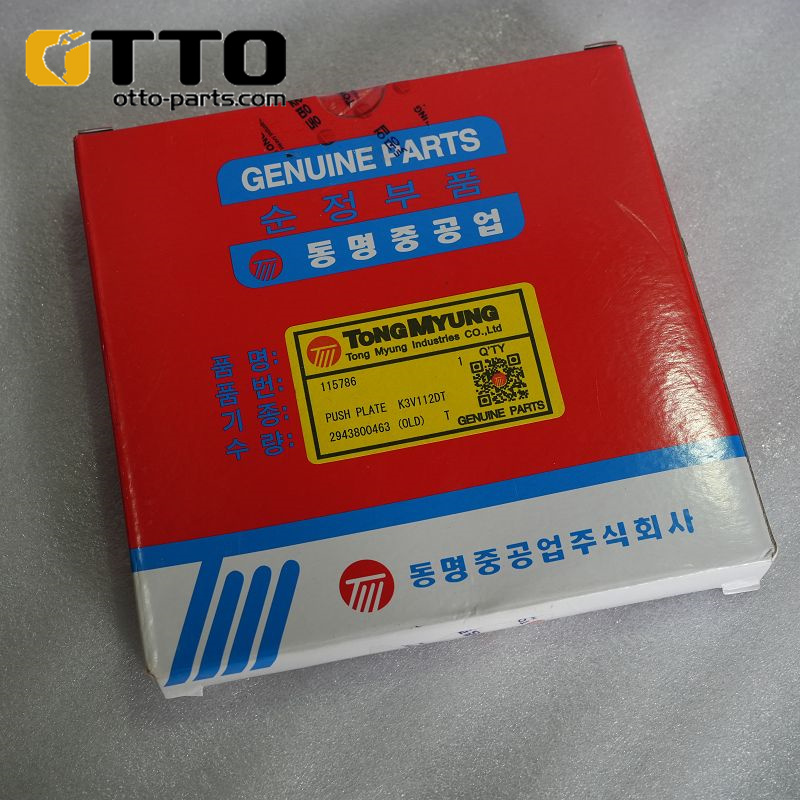 OTTO
otto-parts.com
GENUINE PARTS
순정부품
동명중공업
TONGMYUNG
Tong Myung Industries CO.,Ltd
115786
1
Q'TY
PUSH PLATE K3V112DT
2943800463 (OLD) T
GENUINE PARTS
품 명:
품 번:
기 종:
수 량:
동명중공업주식회사